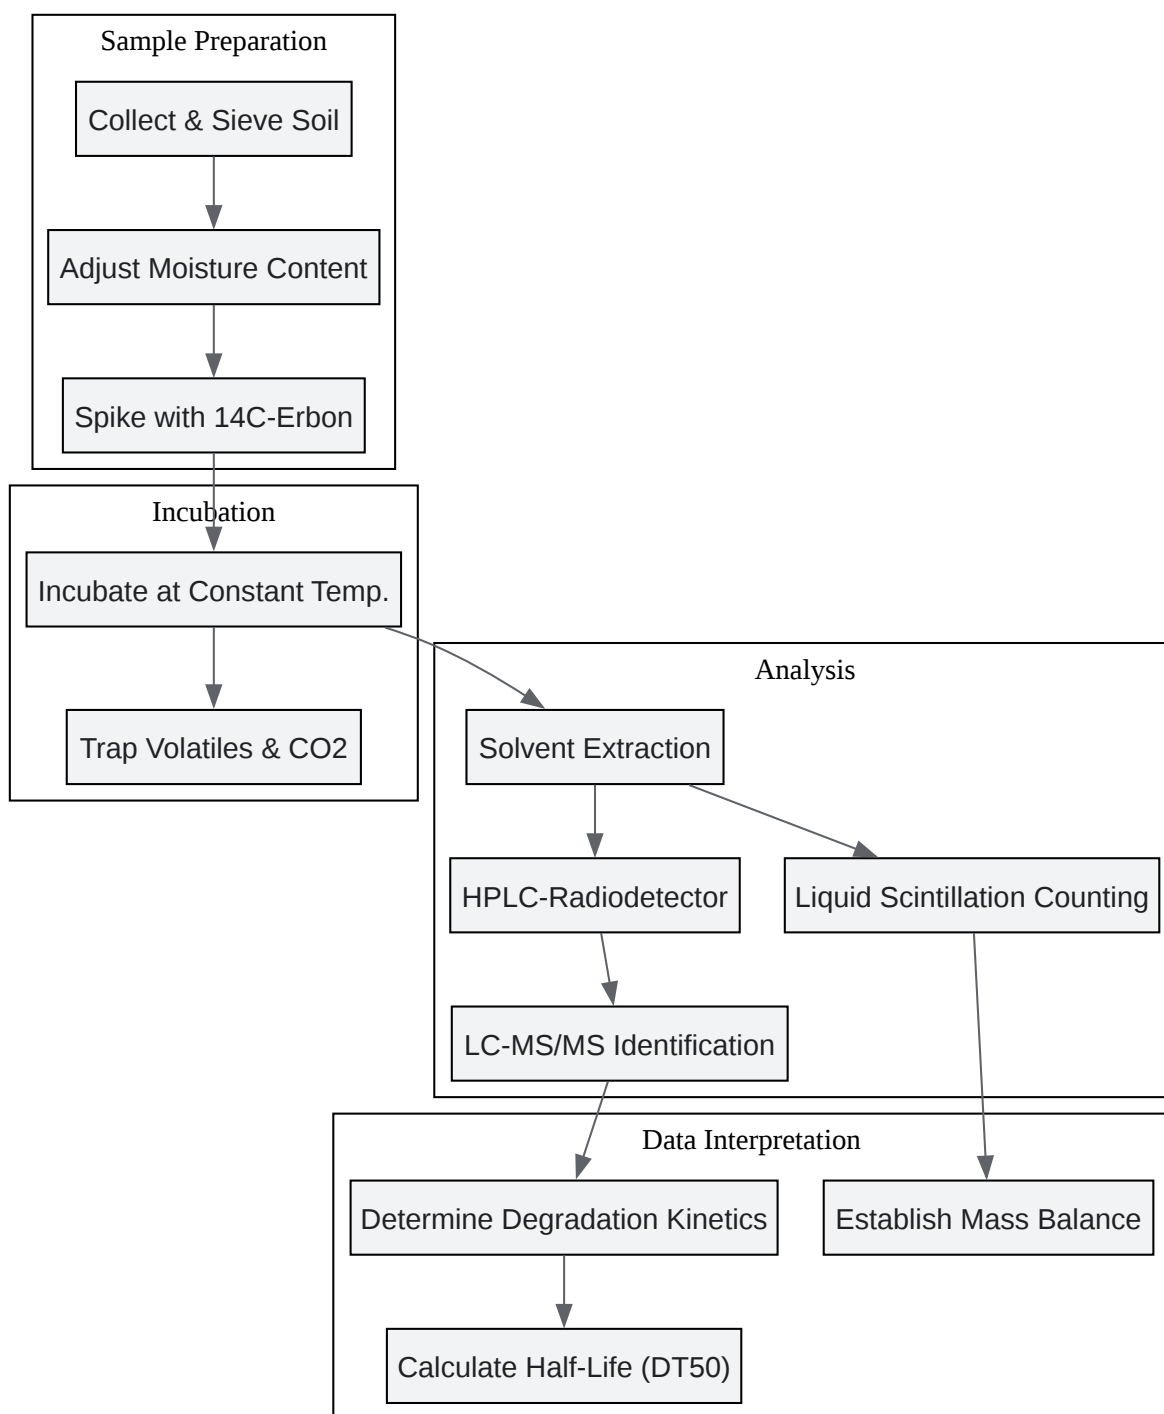 Sample Preparation
Collect & Sieve Soil
Adjust Moisture Content
Spike with 14C-Erbon
Incubation
Incubate at Constant Temp.
Trap Volatiles & CO2
Analysis
Solvent Extraction
HPLC-Radiodetector
Liquid Scintillation Counting
LC-MS/MS Identification
Data Interpretation
Determine Degradation Kinetics
Establish Mass Balance
Calculate Half-Life (DT50)